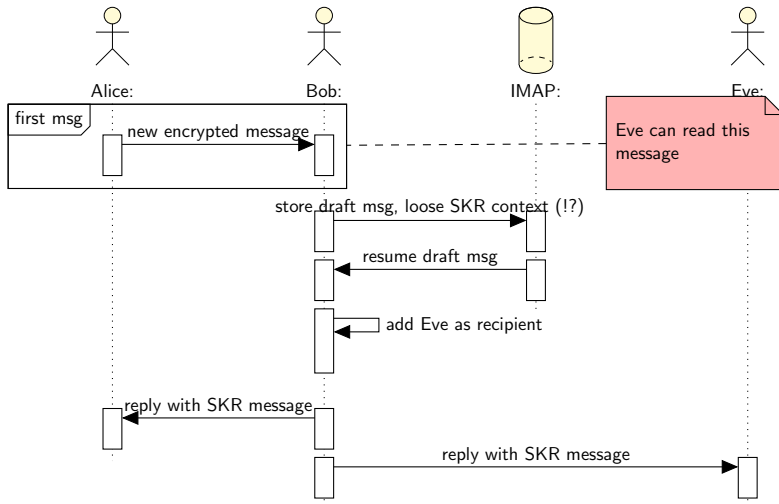 Alice:
Bob:
IMAP:
Eve:
first msg
new encrypted message
Eve can read this
message
store draft msg, loose SKR context (!?)
resume draft msg
add Eve as recipient
reply with SKR message
reply with SKR message